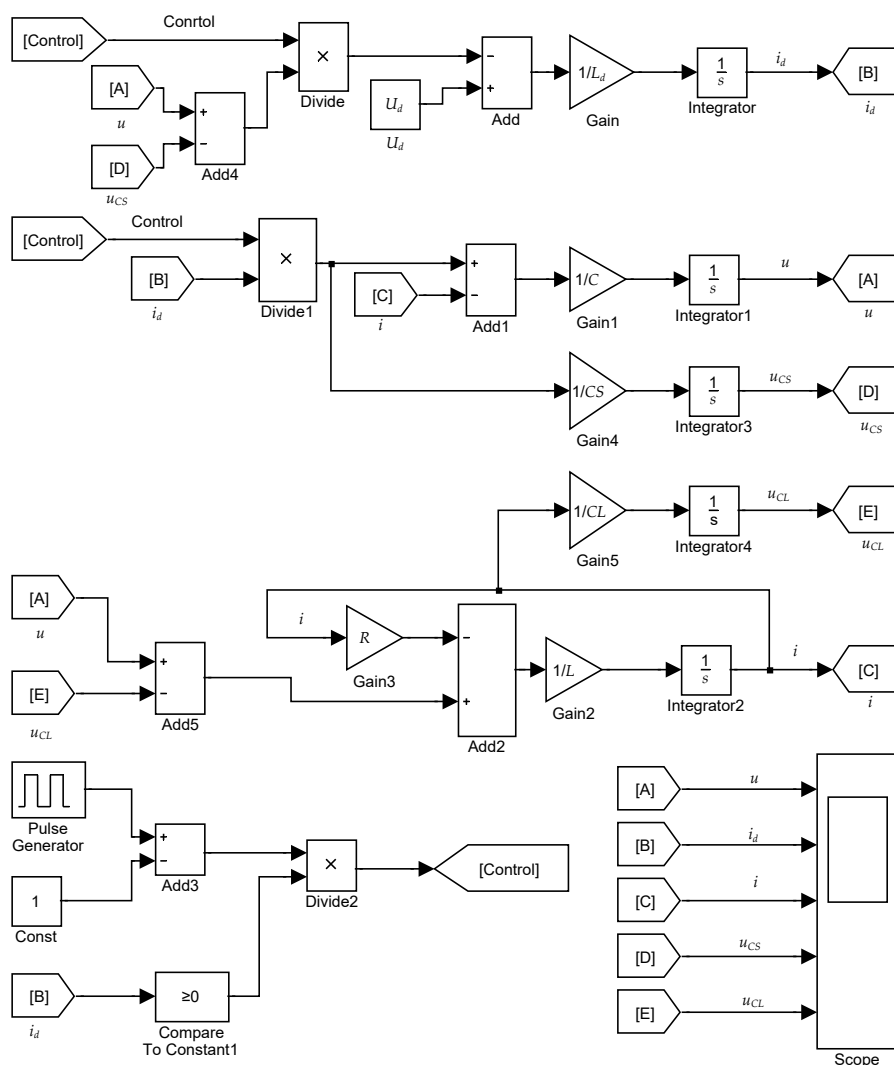 Conrtol
[Control]
×
Divide
[A]
u
[D]
u_CS
+
−
Add4
U_d
U_d
−
+
Add
1/L_d
Gain
1/s
Integrator
i_d
[B]
i_d
Control
[Control]
[B]
i_d
×
Divide1
[C]
i
+
−
Add1
1/C
Gain1
1/s
Integrator1
u
[A]
u
1/CS
Gain4
1/s
Integrator3
u_CS
[D]
u_CS
1/CL
Gain5
1/s
Integrator4
u_CL
[E]
u_CL
[A]
u
[E]
u_CL
+
−
Add5
i
R
Gain3
−
+
Add2
1/L
Gain2
1/s
Integrator2
i
[C]
i
Pulse
Generator
1
Const
+
−
Add3
×
Divide2
[Control]
[B]
i_d
≥0
Compare
To Constant1
[A]
u
[B]
i_d
[C]
i
[D]
u_CS
[E]
u_CL
Scope